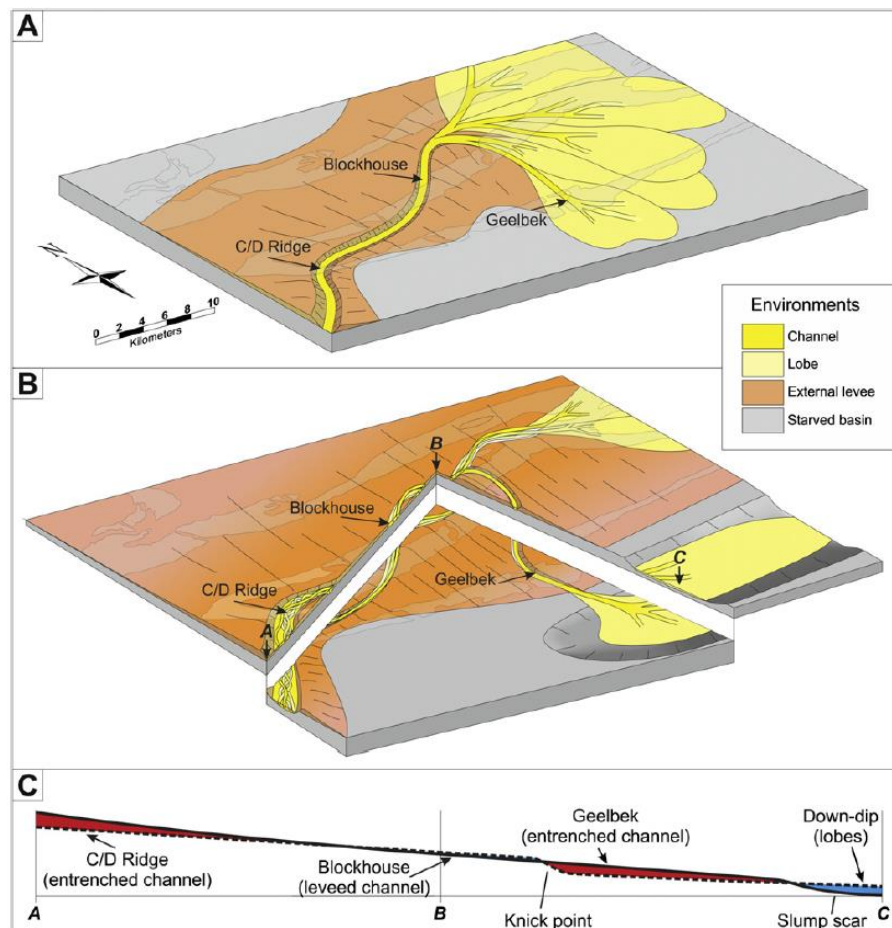 A
Blockhouse
Geelbek
C/D Ridge
N
0 2 4 6 8 10
Kilometers
Environments
Channel
Lobe
External levee
Starved basin
B
B
Blockhouse
C
C/D Ridge
Geelbek
A
C
Geelbek
(entrenched channel)
Down-dip
(lobes)
C/D Ridge
(entrenched channel)
Blockhouse
(leveed channel)
Knick point
Slump scar
A
B
C